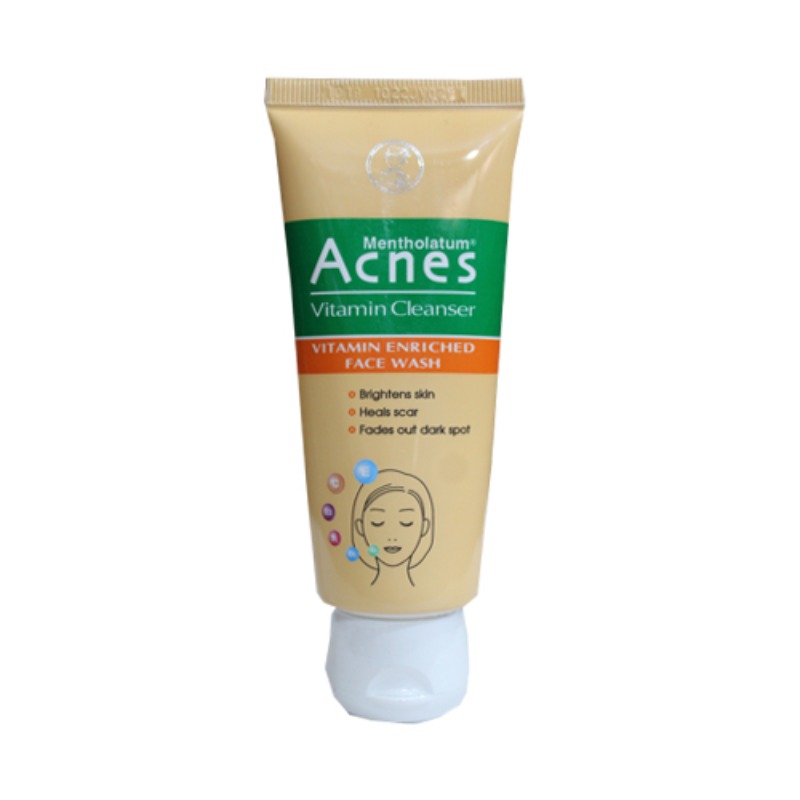 Mentholatum®
Acnes
Vitamin Cleanser
VITAMIN ENRICHED
FACE WASH
Brightens skin
Heals scar
Fades out dark spot